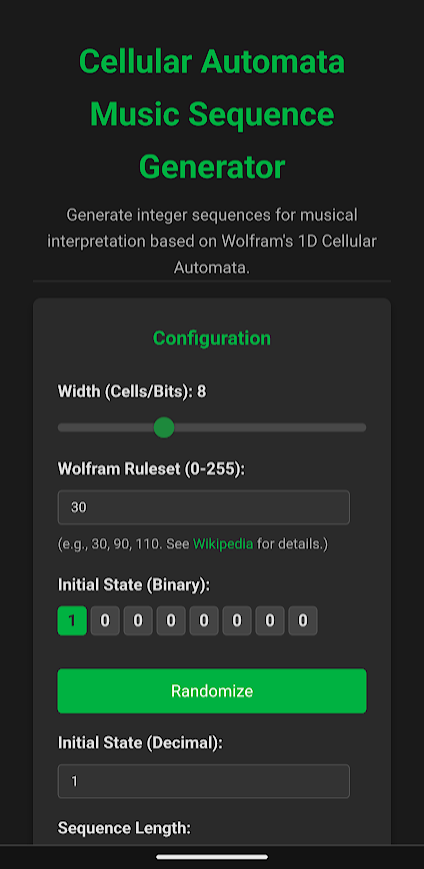 Cellular Automata
Music Sequence
Generator
Generate integer sequences for musical
interpretation based on Wolfram's 1D Cellular
Automata.
Configuration
Width (Cells/Bits): 8
Wolfram Ruleset (0-255):
30
(e.g., 30, 90, 110. See Wikipedia for details.)
Initial State (Binary):
1 0 0 0 0 0 0 0
Randomize
Initial State (Decimal):
1
Sequence Length: